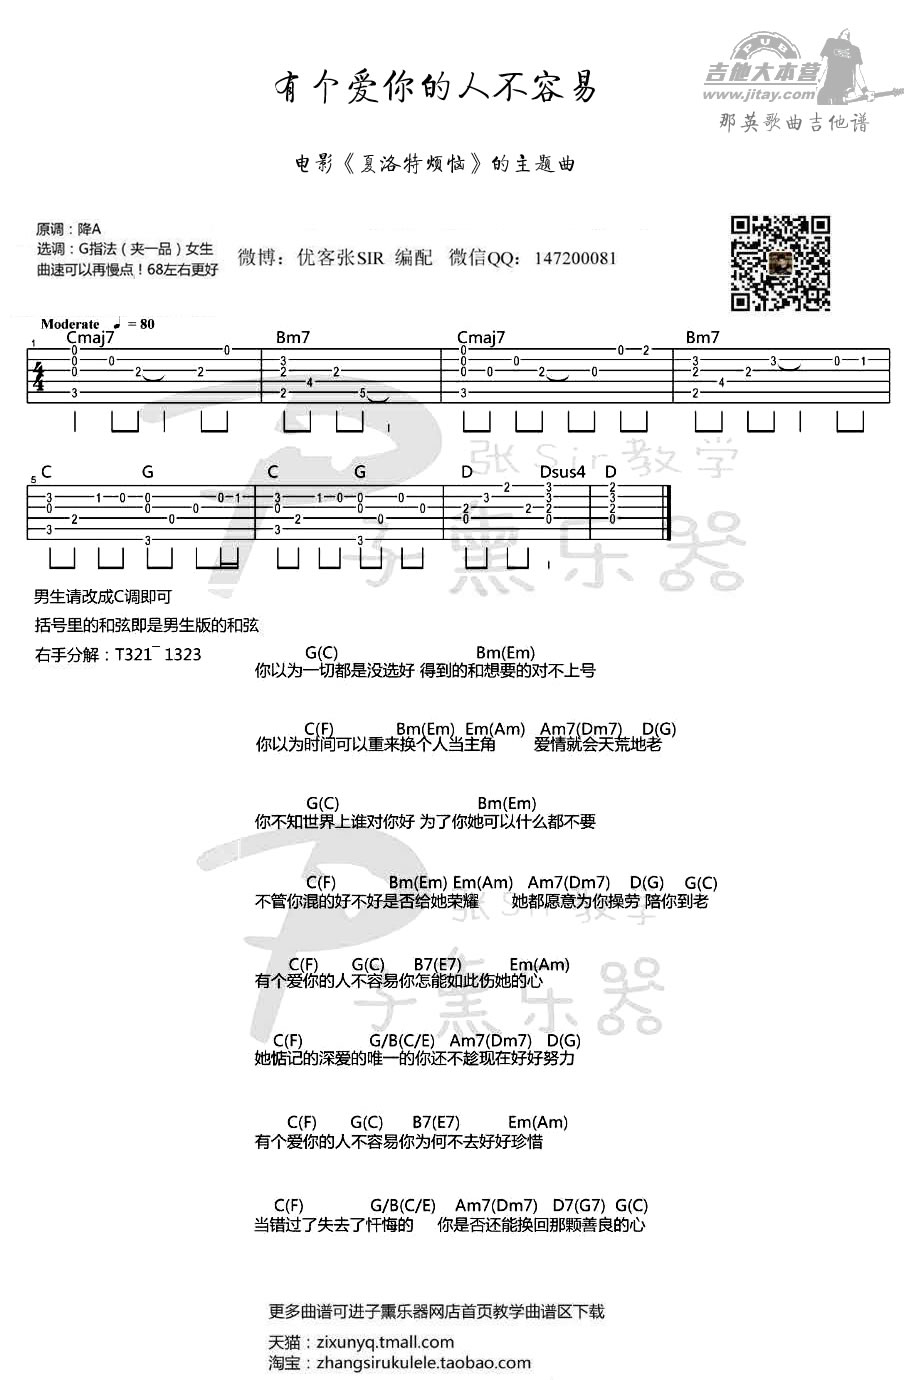 吉他大本营
PUB
www.jitay.com
那英歌曲吉他谱
有个爱你的人不容易
电影《夏洛特烦恼》的主题曲
原调：降A
选调：G指法（夹一品）女生
曲速可以再慢点！68左右更好
微博：优客张SIR 编配 微信QQ：147200081
Moderate ♩ = 80
Cmaj7 Bm7 Cmaj7 Bm7
C G C G D Dsus4 D
张Sir教学
子熏乐器
男生请改成C调即可
括号里的和弦即是男生版的和弦
右手分解：T321 1323
G(C) Bm(Em)
你以为一切都是没选好 得到的和想要的对不上号
C(F) Bm(Em) Em(Am) Am7(Dm7) D(G)
你以为时间可以重来换个人当主角 爱情就会天荒地老
G(C) Bm(Em)
你不知世界上谁对你好 为了你她可以什么都不要
C(F) Bm(Em) Em(Am) Am7(Dm7) D(G) G(C)
不管你混的好不好是否给她荣耀 她都愿意为你操劳 陪你到老
张Sir教学
C(F) G(C) B7(E7) Em(Am)
有个爱你的人不容易你怎能如此伤她的心
子熏乐器
C(F) G/B(C/E) Am7(Dm7) D(G)
她惦记的深爱的唯一的你还不趁现在好好努力
C(F) G(C) B7(E7) Em(Am)
有个爱你的人不容易你为何不去好好珍惜
C(F) G/B(C/E) Am7(Dm7) D7(G7) G(C)
当错过了失去了忏悔的 你是否还能换回那颗善良的心
更多曲谱可进子熏乐器网店首页教学曲谱区下载
天猫：zixunyq.tmall.com
淘宝：zhangsirukulele.taobao.com